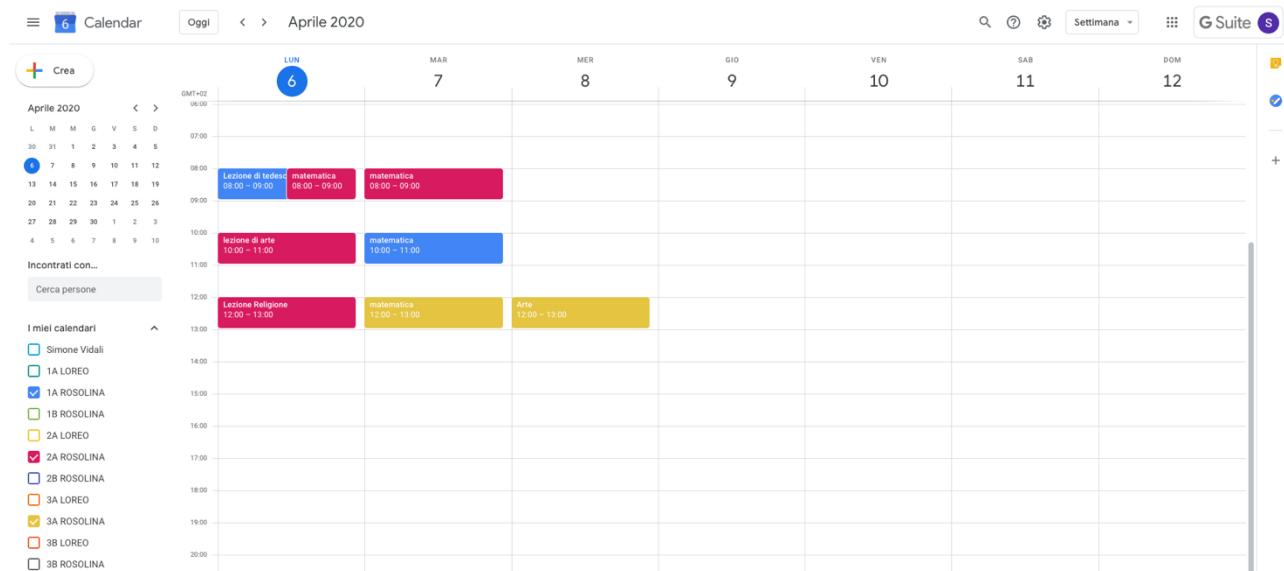 6 Calendar Oggi Aprile 2020 Settimana G Suite S
Crea
Aprile 2020
L M M G V S D
30 31 1 2 3 4 5
6 7 8 9 10 11 12
13 14 15 16 17 18 19
20 21 22 23 24 25 26
27 28 29 30 1 2 3
4 5 6 7 8 9 10
Incontrati con...
Cerca persone
I miei calendari
Simone Vidali
1A LOREO
1A ROSOLINA
1B ROSOLINA
2A LOREO
2A ROSOLINA
2B ROSOLINA
3A LOREO
3A ROSOLINA
3B LOREO
3B ROSOLINA
LUN MAR MER GIO VEN SAB DOM
6 7 8 9 10 11 12
GMT+02
06:00
07:00
08:00
Lezione di tedesc matematica matematica
08:00 – 09:00 08:00 – 09:00 08:00 – 09:00
09:00
10:00
lezione di arte matematica
10:00 – 11:00 10:00 – 11:00
11:00
12:00
Lezione Religione matematica Arte
12:00 – 13:00 12:00 – 13:00 12:00 – 13:00
13:00
14:00
15:00
16:00
17:00
18:00
19:00
20:00